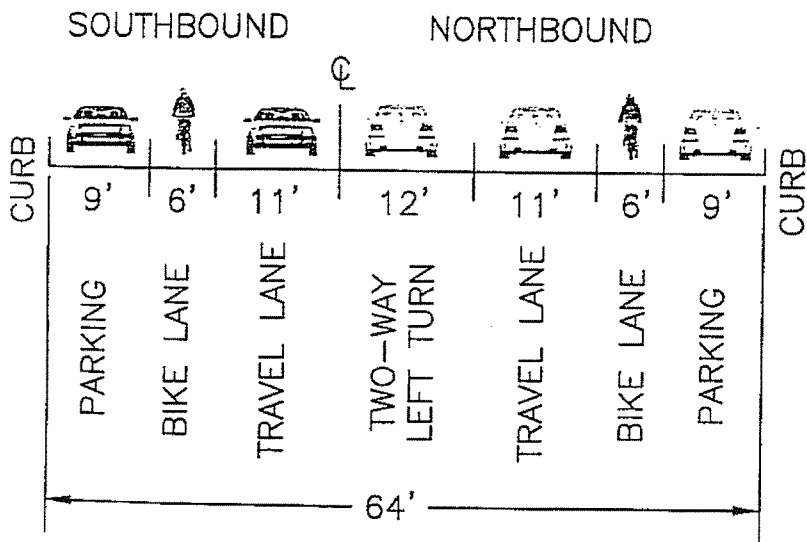 SOUTHBOUND
NORTHBOUND
℄
CURB
9'
6'
11'
12'
11'
6'
9'
CURB
PARKING
BIKE LANE
TRAVEL LANE
TWO-WAY
LEFT TURN
TRAVEL LANE
BIKE LANE
PARKING
64'